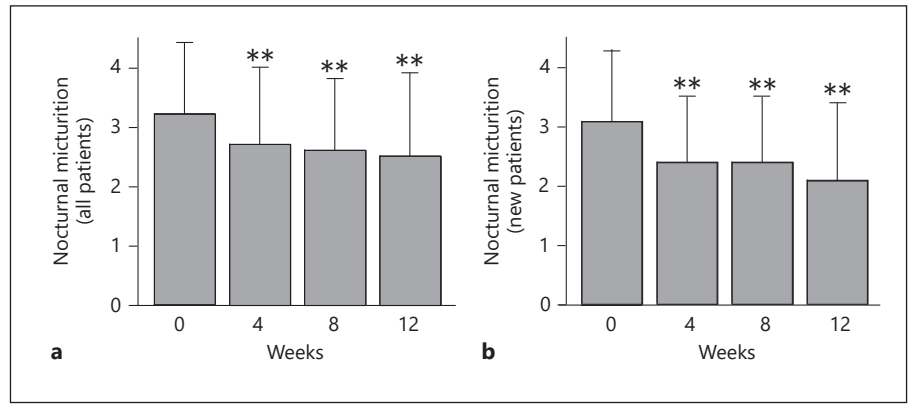 Nocturnal micturition
(all patients)
4
3
2
1
0
**
**
**
0 4 8 12
Weeks
a
Nocturnal micturition
(new patients)
4
3
2
1
0
**
**
**
0 4 8 12
Weeks
b